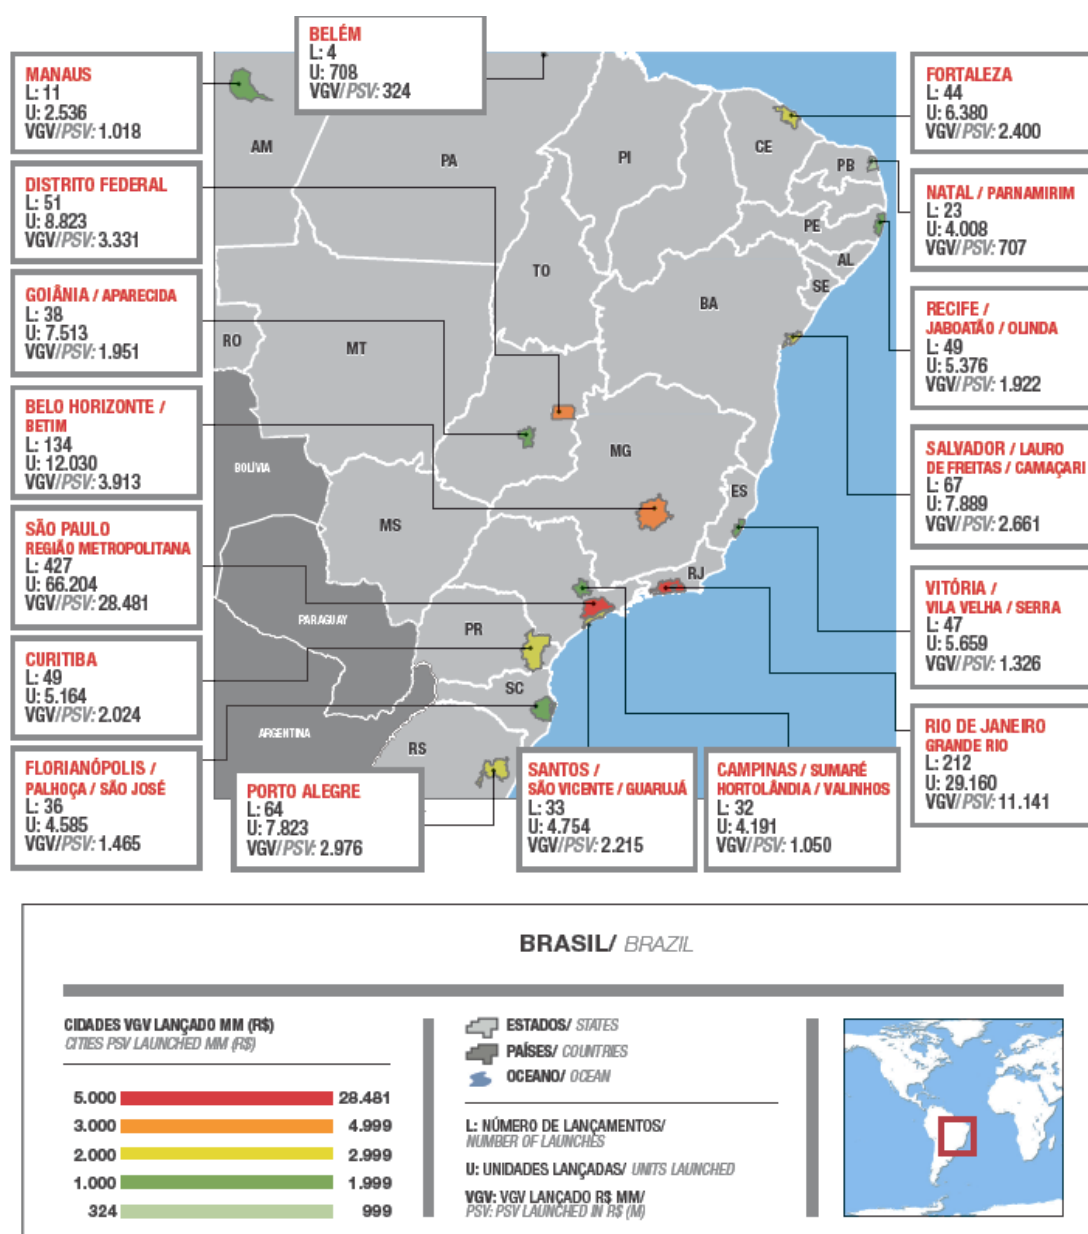 BELÉM
L: 4
U: 708
VGV/PSV: 324
MANAUS
L: 11
U: 2.536
VGV/PSV: 1.018
DISTRITO FEDERAL
L: 51
U: 8.823
VGV/PSV: 3.331
GOIÂNIA / APARECIDA
L: 38
U: 7.513
VGV/PSV: 1.951
BELO HORIZONTE /
BETIM
L: 134
U: 12.030
VGV/PSV: 3.913
SÃO PAULO
REGIÃO METROPOLITANA
L: 427
U: 66.204
VGV/PSV: 28.481
CURITIBA
L: 49
U: 5.164
VGV/PSV: 2.024
FLORIANÓPOLIS /
PALHOÇA / SÃO JOSÉ
L: 36
U: 4.585
VGV/PSV: 1.465
PORTO ALEGRE
L: 64
U: 7.823
VGV/PSV: 2.976
SANTOS /
SÃO VICENTE / GUARUJÁ
L: 33
U: 4.754
VGV/PSV: 2.215
CAMPINAS / SUMARÉ
HORTOLÂNDIA / VALINHOS
L: 32
U: 4.191
VGV/PSV: 1.050
FORTALEZA
L: 44
U: 6.380
VGV/PSV: 2.400
NATAL / PARNAMIRIM
L: 23
U: 4.008
VGV/PSV: 707
RECIFE /
JABOATÃO / OLINDA
L: 49
U: 5.376
VGV/PSV: 1.922
SALVADOR / LAURO
DE FREITAS / CAMAÇARI
L: 67
U: 7.889
VGV/PSV: 2.661
VITÓRIA /
VILA VELHA / SERRA
L: 47
U: 5.659
VGV/PSV: 1.326
RIO DE JANEIRO
GRANDE RIO
L: 212
U: 29.160
VGV/PSV: 11.141
AM
PA
PI
CE
PB
PE
AL
SE
TO
BA
RO
MT
MG
ES
MS
RJ
PR
SC
RS
BOLÍVIA
PARAGUAY
ARGENTINA
BRASIL/ BRAZIL
CIDADES VGV LANÇADO MM (R$)
CITIES PSV LAUNCHED MM (R$)
5.000 28.481
3.000 4.999
2.000 2.999
1.000 1.999
324 999
ESTADOS/ STATES
PAÍSES/ COUNTRIES
OCEANO/ OCEAN
L: NÚMERO DE LANÇAMENTOS/
NUMBER OF LAUNCHES
U: UNIDADES LANÇADAS/ UNITS LAUNCHED
VGV: VGV LANÇADO R$ MM/
PSV: PSV LAUNCHED IN R$ (M)